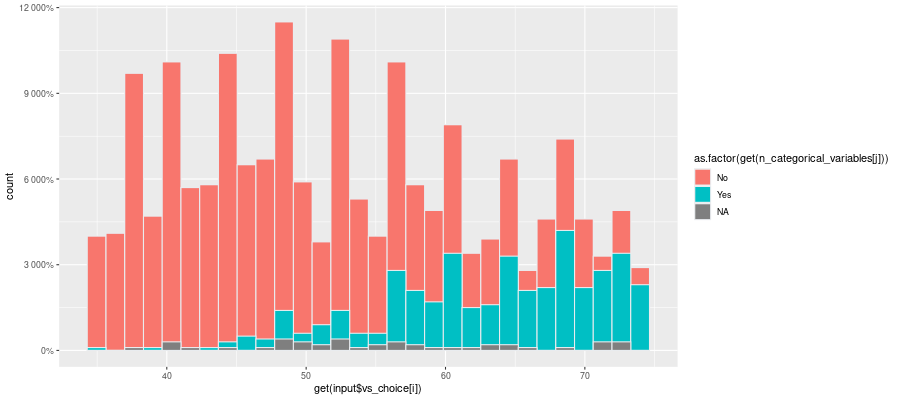 12 000%
9 000%
6 000%
3 000%
0%
count
40
50
60
70
get(input$vs_choice[i])
as.factor(get(n_categorical_variables[j]))
No
Yes
NA